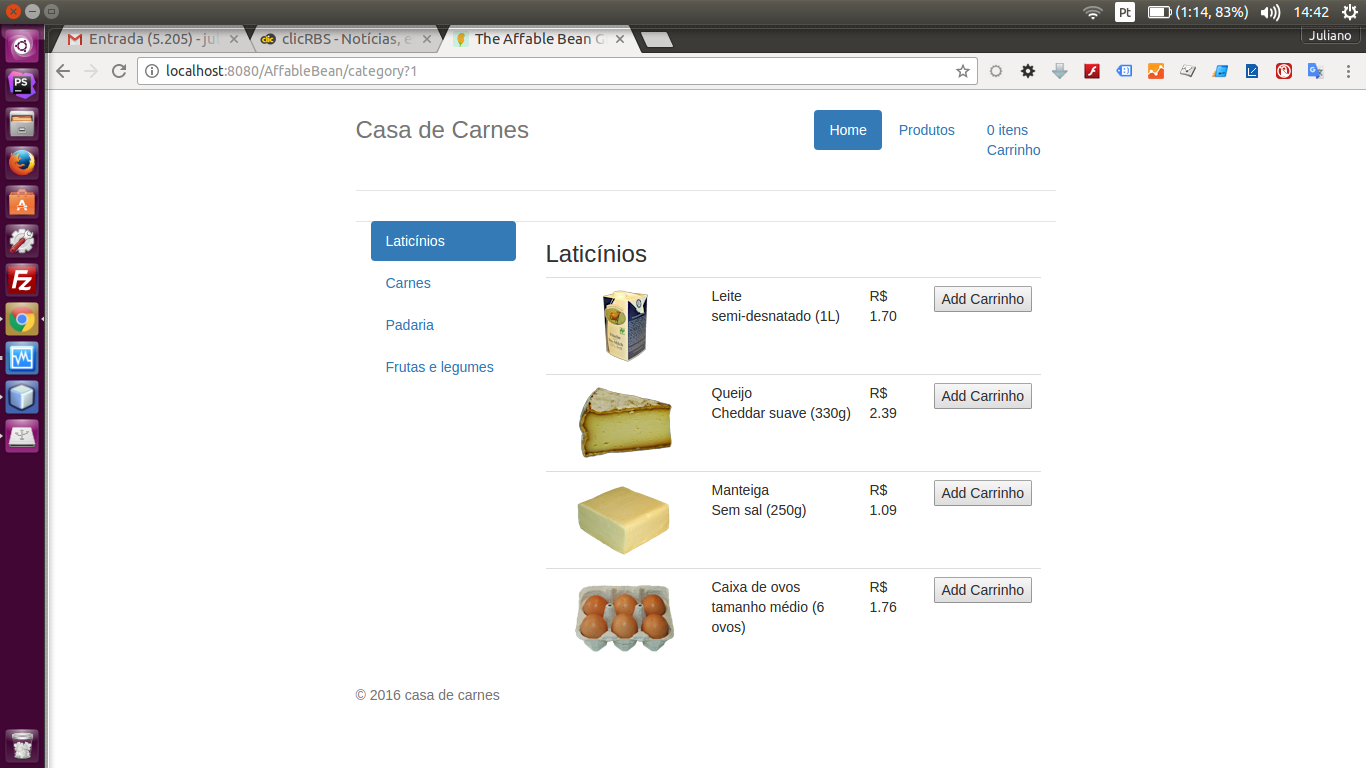 Pt
(1:14, 83%)
14:42
Entrada (5.205) - jul
clicRBS - Notícias, e
The Affable Bean G
Juliano
localhost:8080/AffableBean/category?1
Casa de Carnes
Home
Produtos
0 itens
Carrinho
Laticínios
Carnes
Padaria
Frutas e legumes
Laticínios
Leite
semi-desnatado (1L)
R$
1.70
Add Carrinho
Queijo
Cheddar suave (330g)
R$
2.39
Add Carrinho
Manteiga
Sem sal (250g)
R$
1.09
Add Carrinho
Caixa de ovos
tamanho médio (6
ovos)
R$
1.76
Add Carrinho
© 2016 casa de carnes
PS
Fz